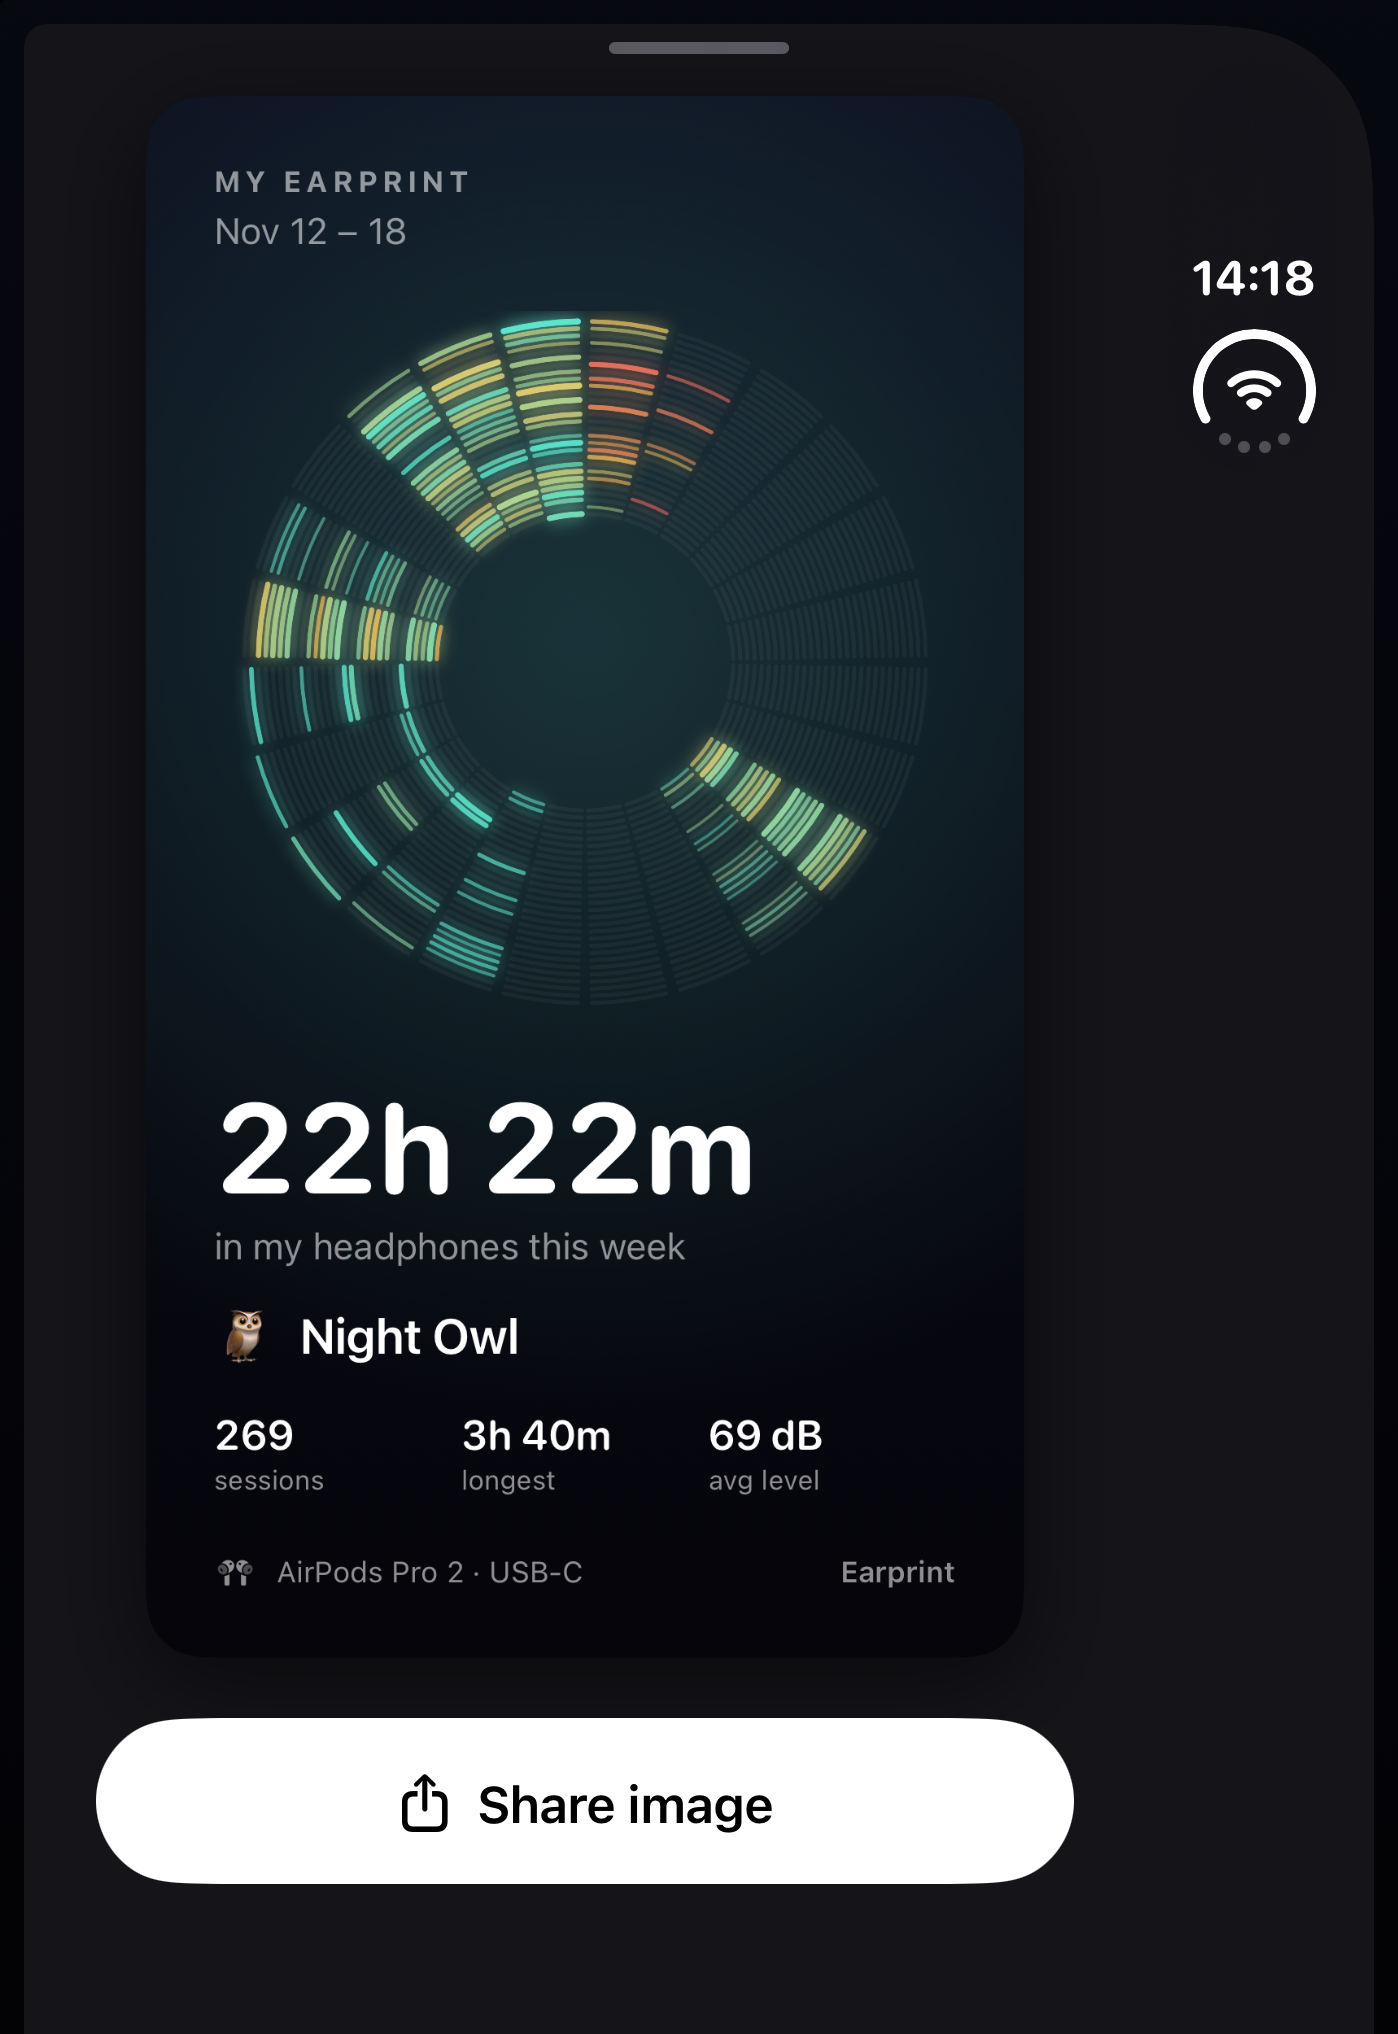 MY EARPRINT
Nov 12 – 18
14:18
22h 22m
in my headphones this week
Night Owl
269
sessions
3h 40m
longest
69 dB
avg level
AirPods Pro 2 · USB-C
Earprint
Share image